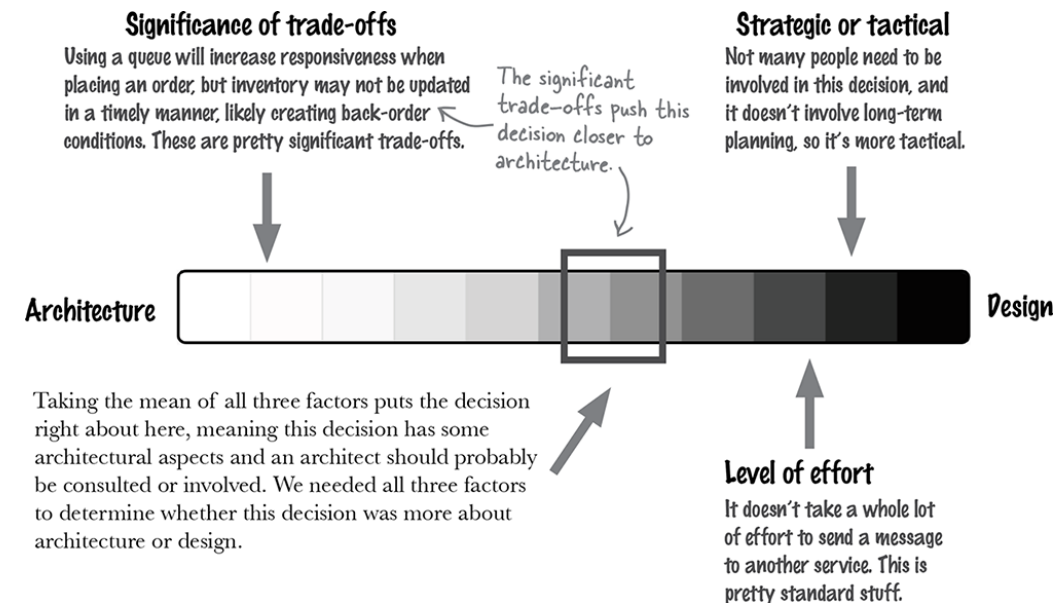 Significance of trade-offs
Using a queue will increase responsiveness when
placing an order, but inventory may not be updated
in a timely manner, likely creating back-order
conditions. These are pretty significant trade-offs.
The significant
trade-offs push this
decision closer to
architecture.
Strategic or tactical
Not many people need to be
involved in this decision, and
it doesn't involve long-term
planning, so it's more tactical.
Architecture
Design
Taking the mean of all three factors puts the decision
right about here, meaning this decision has some
architectural aspects and an architect should probably
be consulted or involved. We needed all three factors
to determine whether this decision was more about
architecture or design.
Level of effort
It doesn't take a whole lot
of effort to send a message
to another service. This is
pretty standard stuff.